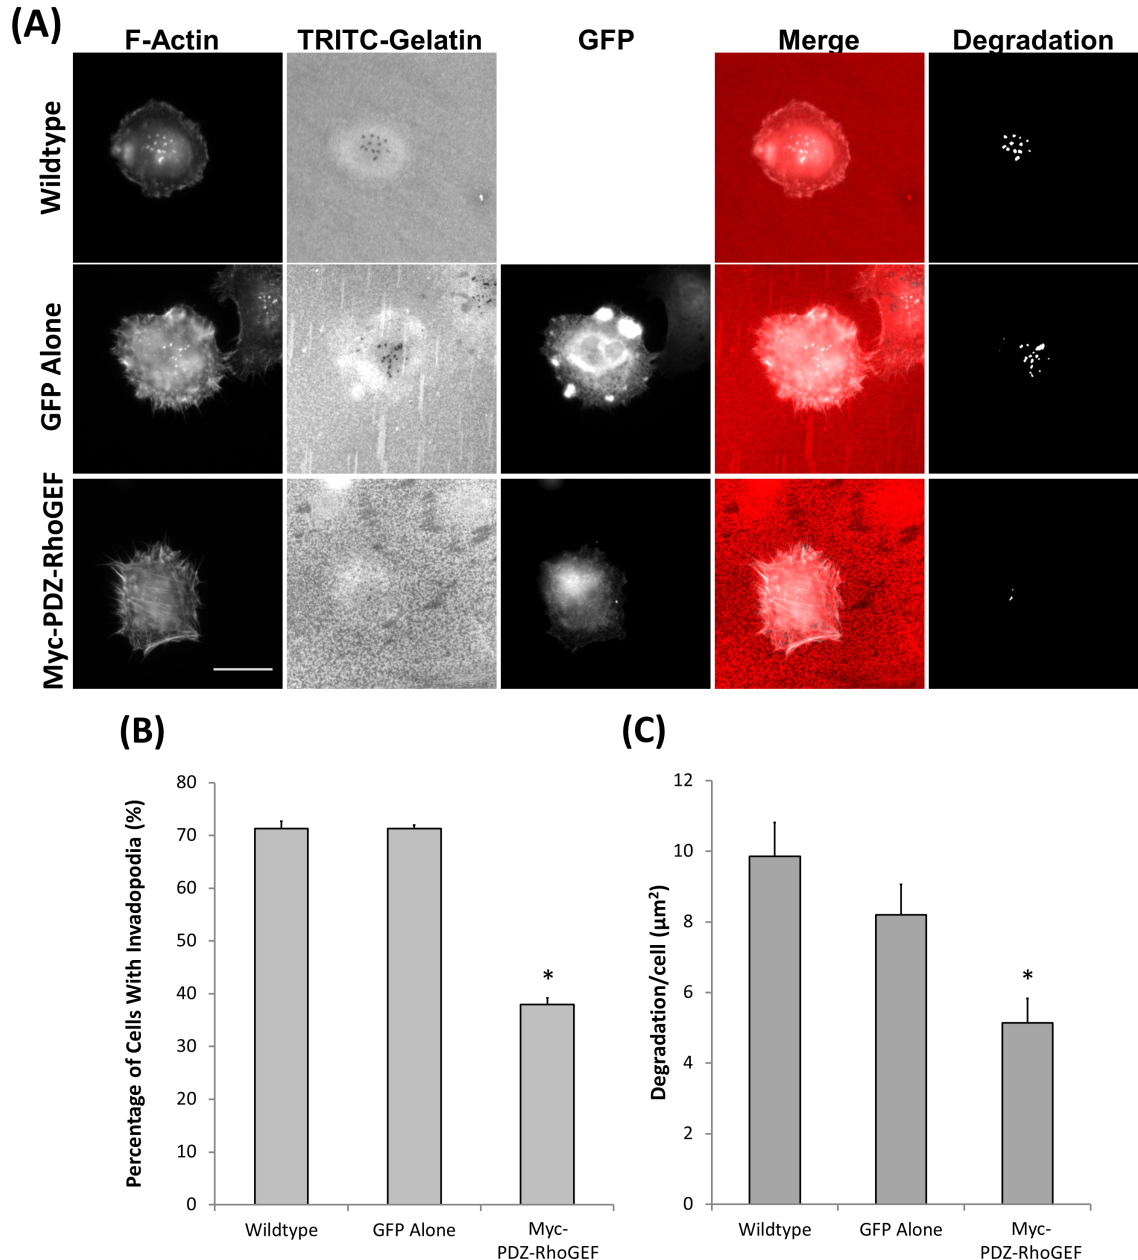 (A)
F-Actin TRITC-Gelatin GFP Merge Degradation
Wildtype
GFP Alone
Myc-PDZ-RhoGEF
(B)
Percentage of Cells With Invadopodia (%)
80
70
60
50
40
30
20
10
0
*
Wildtype GFP Alone Myc-
PDZ-RhoGEF
(C)
Degradation/cell (μm²)
12
10
8
6
4
2
0
*
Wildtype GFP Alone Myc-
PDZ-RhoGEF